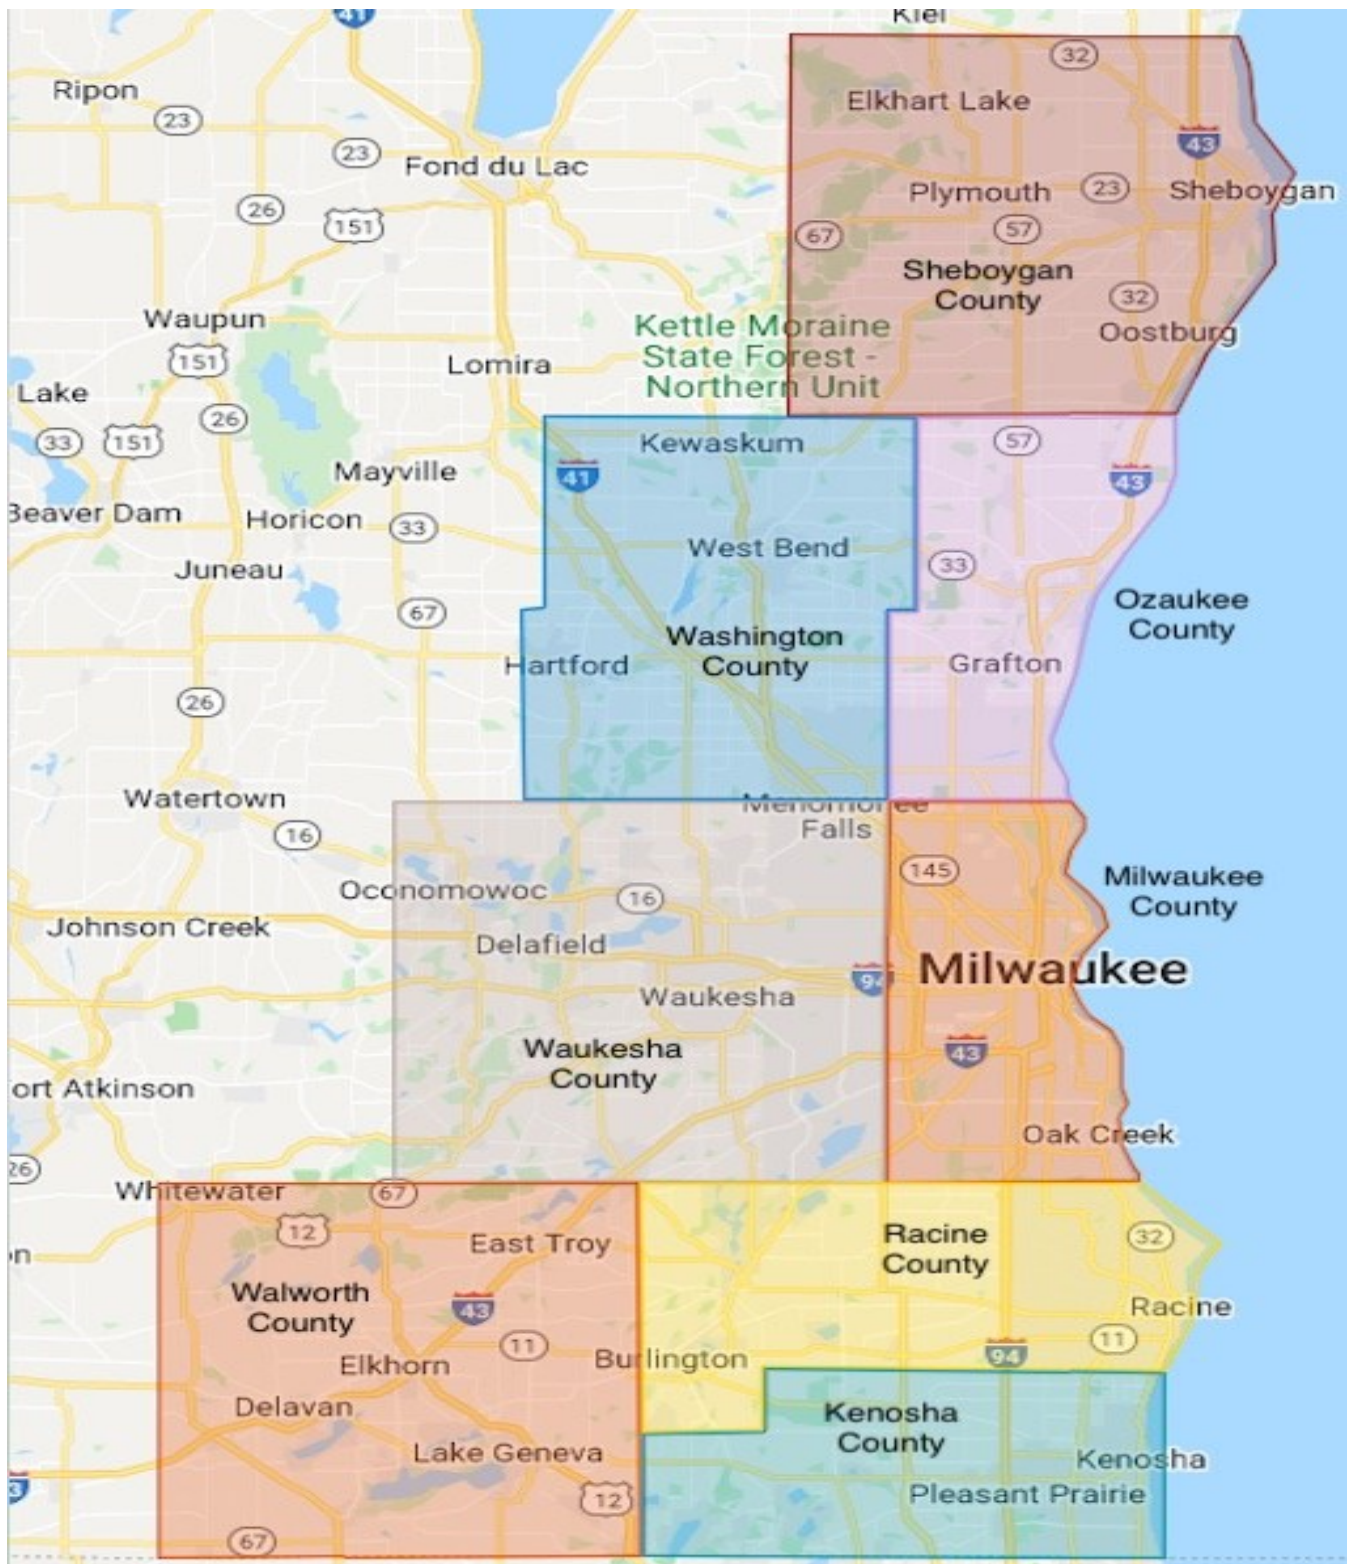 41
Kiel
32
Ripon
Elkhart Lake
23
43
23
Fond du Lac
Plymouth
23
Sheboygan
26
151
67
57
Sheboygan
County
32
Waupun
Kettle Moraine
State Forest -
Northern Unit
Oostburg
151
Lomira
Lake
26
33
151
Kewaskum
57
Mayville
41
43
Beaver Dam
Horicon
33
West Bend
33
Juneau
67
Ozaukee
County
Washington
County
Hartford
Grafton
26
Watertown
Menomonee
Falls
16
145
Oconomowoc
16
Milwaukee
County
Johnson Creek
Delafield
94
Milwaukee
Waukesha
43
Waukesha
County
ort Atkinson
Oak Creek
26
Whitewater
67
12
East Troy
Racine
County
32
n
Walworth
County
43
Racine
11
11
Elkhorn
Burlington
94
Delavan
Kenosha
County
Lake Geneva
Kenosha
3
12
Pleasant Prairie
67